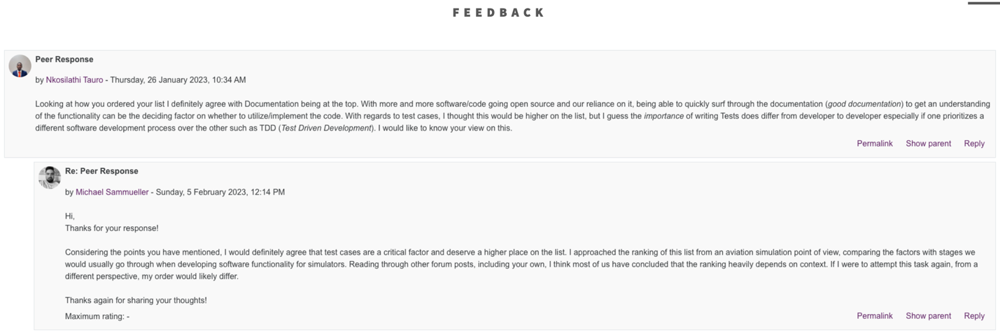 FEEDBACK
Peer Response
by Nkosilathi Tauro - Thursday, 26 January 2023, 10:34 AM
Looking at how you ordered your list I definitely agree with Documentation being at the top. With more and more software/code going open source and our reliance on it, being able to quickly surf through the documentation (good documentation) to get an understanding
of the functionality can be the deciding factor on whether to utilize/implement the code. With regards to test cases, I thought this would be higher on the list, but I guess the importance of writing Tests does differ from developer to developer especially if one prioritizes a
different software development process over the other such as TDD (Test Driven Development). I would like to know your view on this.
Permalink Show parent Reply
Re: Peer Response
by Michael Sammueller - Sunday, 5 February 2023, 12:14 PM
Hi,
Thanks for your response!
Considering the points you have mentioned, I would definitely agree that test cases are a critical factor and deserve a higher place on the list. I approached the ranking of this list from an aviation simulation point of view, comparing the factors with stages we
would usually go through when developing software functionality for simulators. Reading through other forum posts, including your own, I think most of us have concluded that the ranking heavily depends on context. If I were to attempt this task again, from a
different perspective, my order would likely differ.
Thanks again for sharing your thoughts!
Maximum rating: -
Permalink Show parent Reply